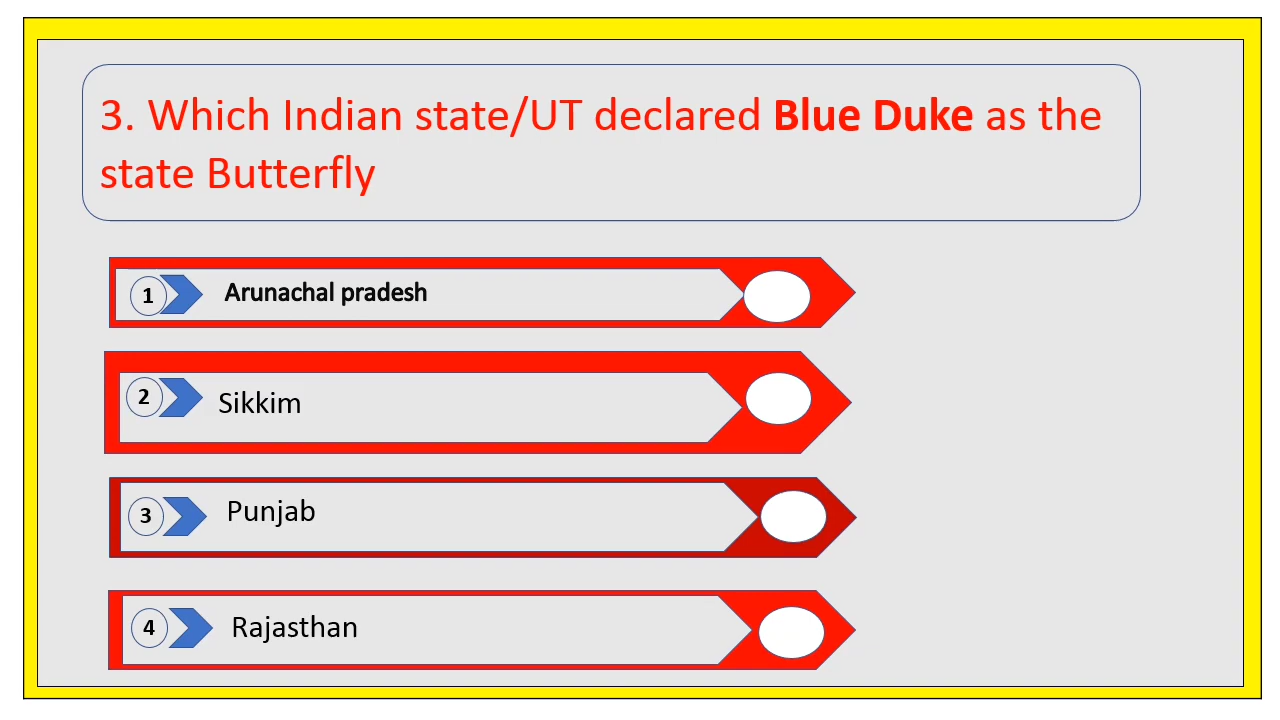 3. Which Indian state/UT declared Blue Duke as the
state Butterfly
1 Arunachal pradesh
2 Sikkim
3 Punjab
4 Rajasthan